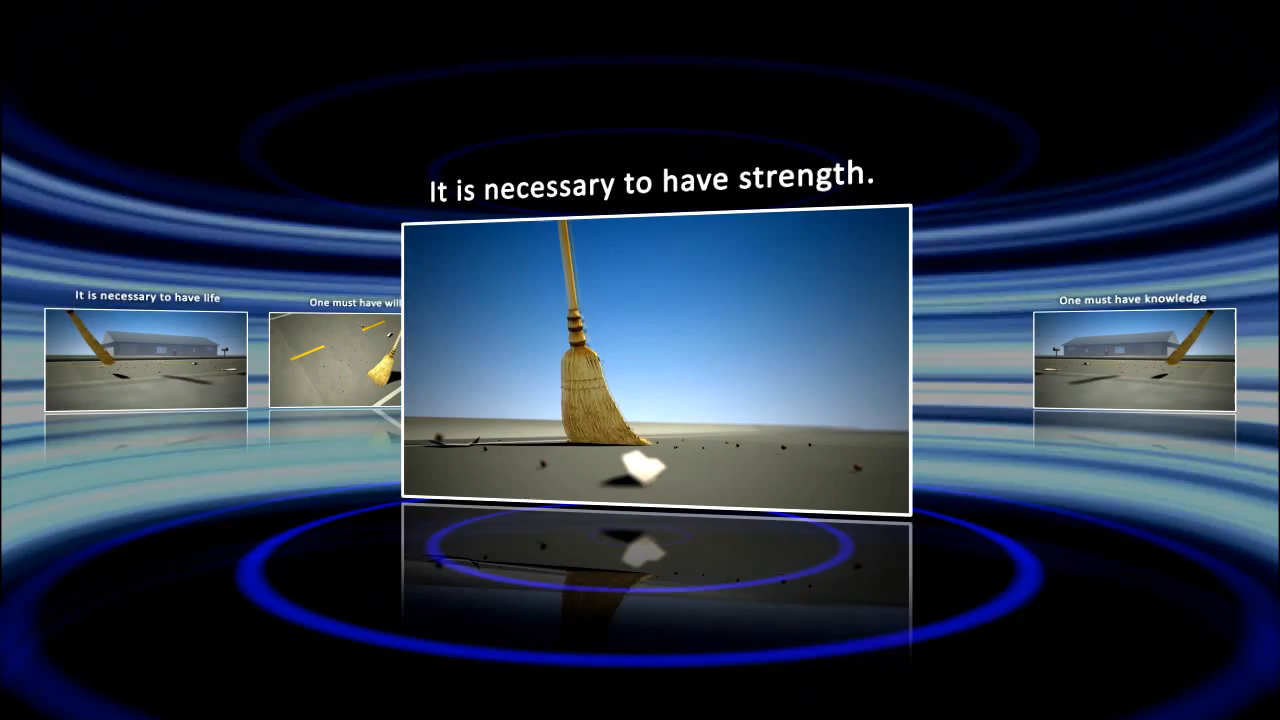 It is necessary to have strength.
It is necessary to have life
One must have will
One must have knowledge